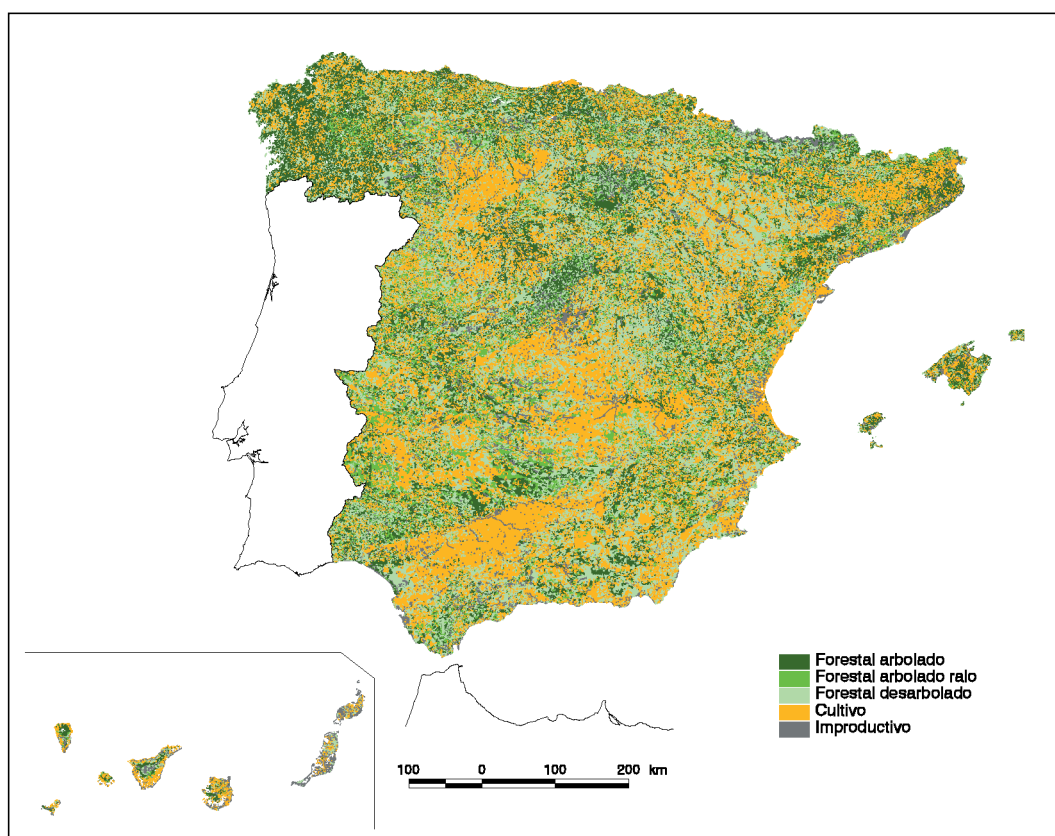 Forestal arbolado
Forestal arbolado ralo
Forestal desarbolado
Cultivo
Improductivo
100 0 100 200 km